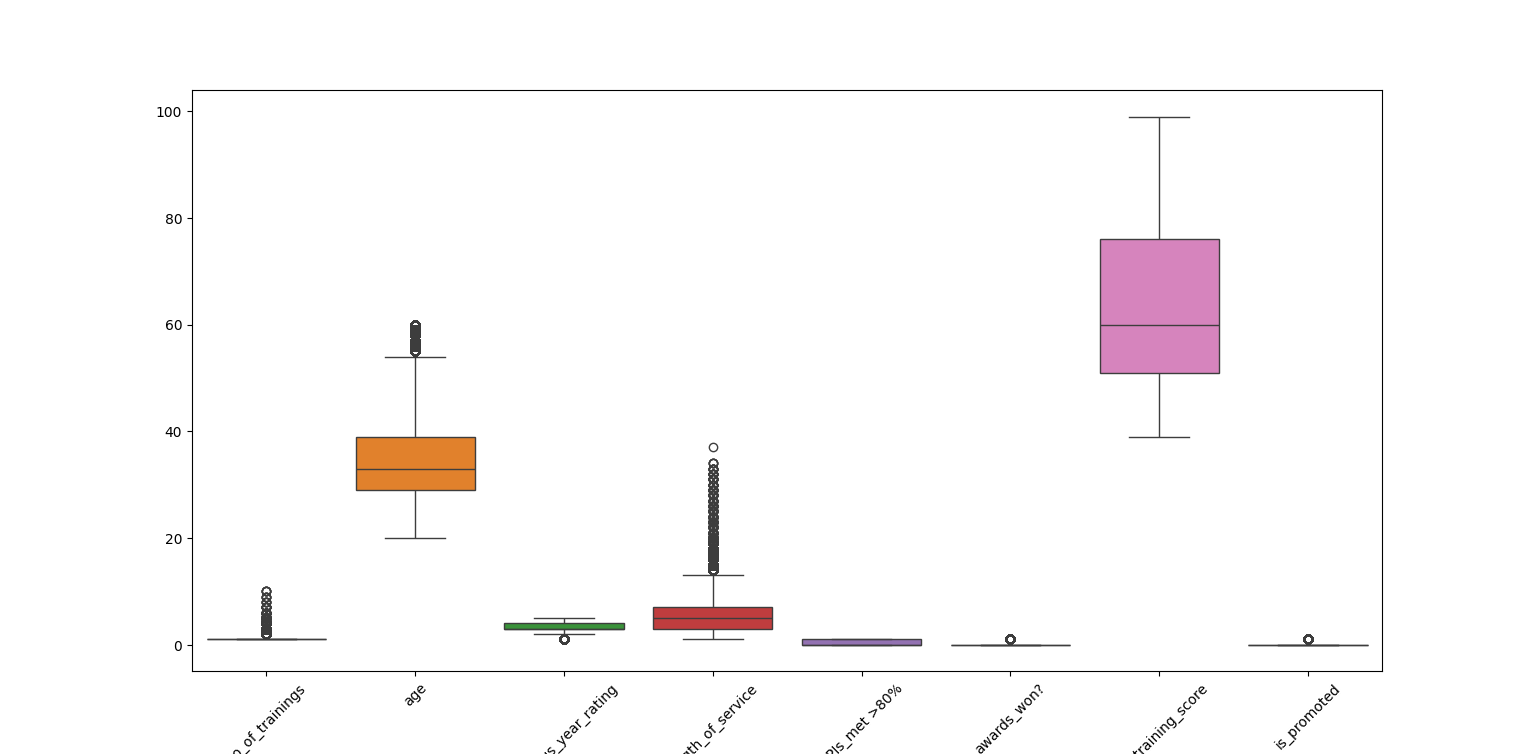 100
80
60
40
20
0
o_of_trainings
age
us_year_rating
gth_of_service
PIs_met >80%
awards_won?
training_score
is_promoted